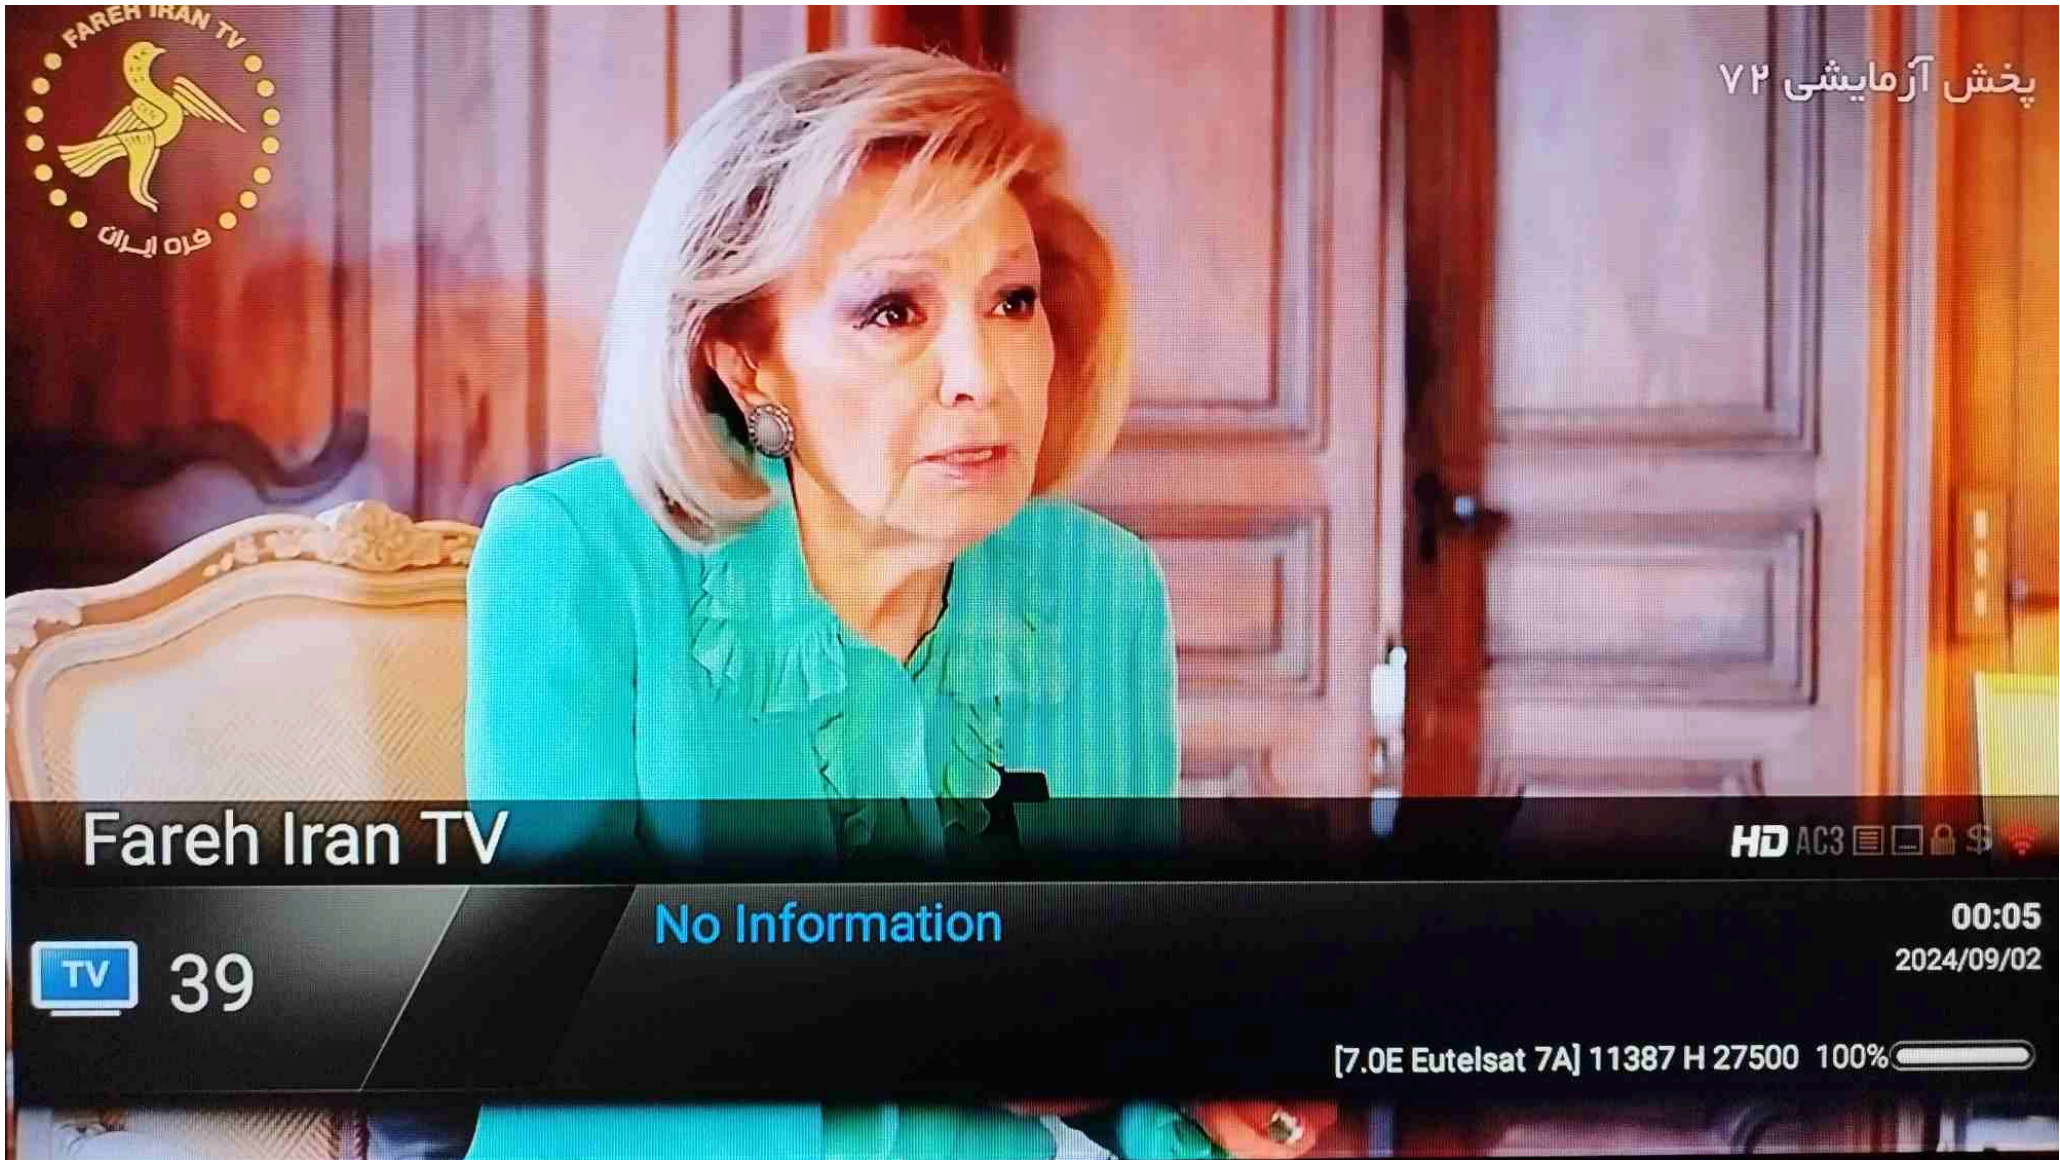 FAREH IRAN TV
فره ایران
پخش آزمایشی ۷۲
Fareh Iran TV
HD AC3 $
TV 39
No Information
00:05
2024/09/02
[7.0E Eutelsat 7A] 11387 H 27500 100%